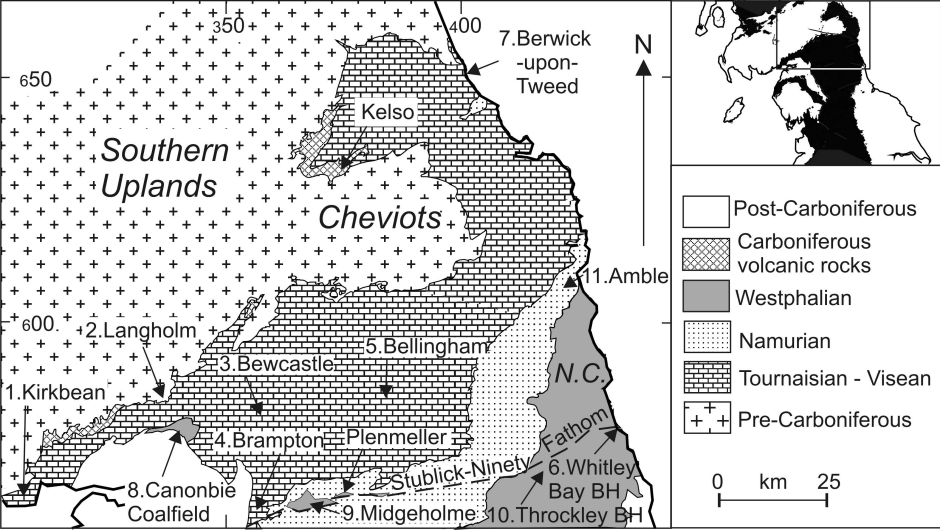 350
400
650
7.Berwick
-upon-
Tweed
N
Kelso
Southern
Uplands
Cheviots
11.Amble
600.
2.Langholm
5.Bellingham
3.Bewcastle
N.C.
1.Kirkbean
4.Brampton
Plenmeller
Stublick-Ninety Fathom
6.Whitley
Bay BH
8.Canonbie
Coalfield
9.Midgeholme
10.Throckley BH
Post-Carboniferous
Carboniferous
volcanic rocks
Westphalian
Namurian
Tournaisian - Visean
Pre-Carboniferous
0 km 25